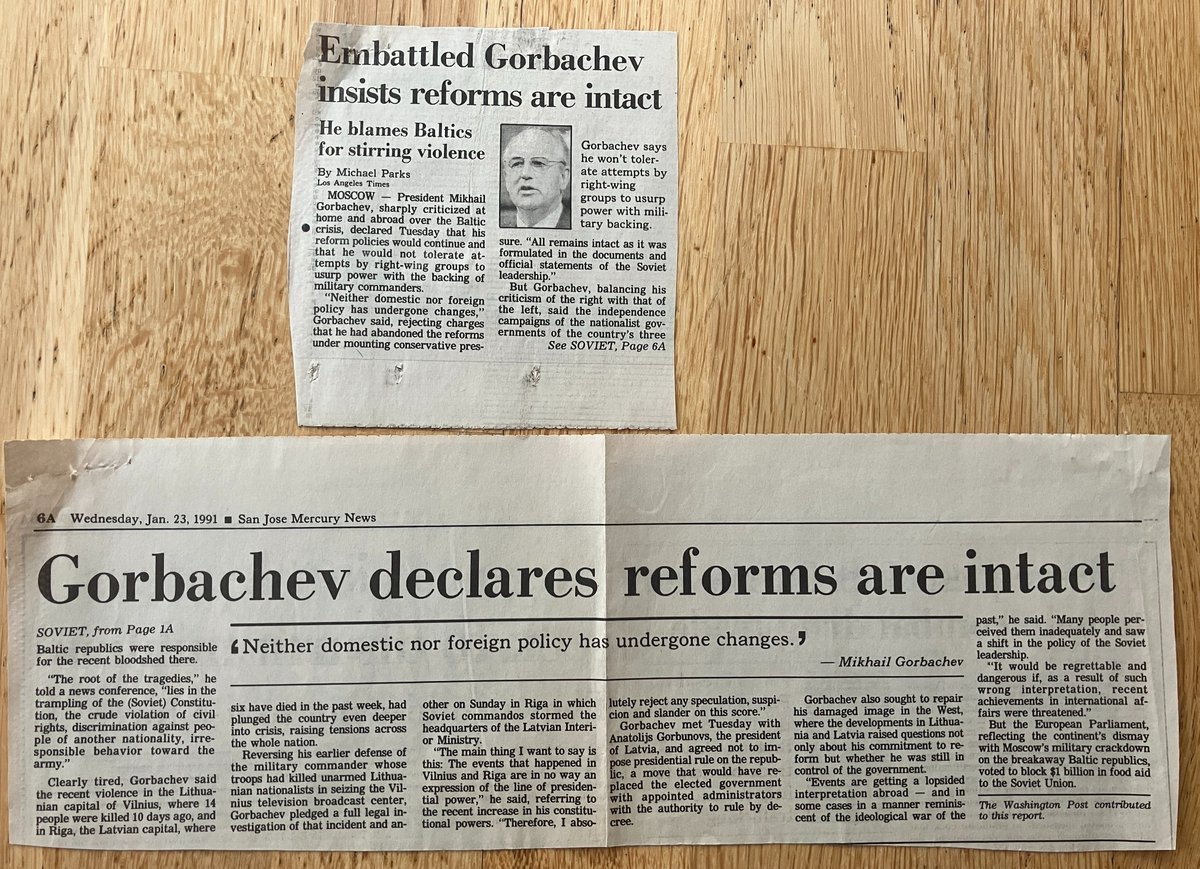 Embattled Gorbachev
insists reforms are intact
He blames Baltics
for stirring violence
By Michael Parks
Los Angeles Times
MOSCOW — President Mikhail
Gorbachev, sharply criticized at
home and abroad over the Baltic
crisis, declared Tuesday that his
reform policies would continue and
that he would not tolerate at-
tempts by right-wing groups to
usurp power with the backing of
military commanders.
"Neither domestic nor foreign
policy has undergone changes,"
Gorbachev said, rejecting charges
that he had abandoned the reforms
under mounting conservative pres-
Gorbachev says
he won't toler-
ate attempts by
right-wing
groups to usurp
power with mili-
tary backing.
sure. "All remains intact as it was
formulated in the documents and
official statements of the Soviet
leadership."
But Gorbachev, balancing his
criticism of the right with that of
the left, said the independence
campaigns of the nationalist gov-
ernments of the country's three
See SOVIET, Page 6A
6A Wednesday, Jan. 23, 1991 ■ San Jose Mercury News
Gorbachev declares reforms are intact
SOVIET, from Page 1A
Baltic republics were responsible
for the recent bloodshed there.
"The root of the tragedies," he
told a news conference, "lies in the
trampling of the (Soviet) Constitu-
tion, the crude violation of civil
rights, discrimination against peo-
ple of another nationality, irre-
sponsible behavior toward the
army."
Clearly tired, Gorbachev said
the recent violence in the Lithua-
nian capital of Vilnius, where 14
people were killed 10 days ago, and
in Riga, the Latvian capital, where
‘Neither domestic nor foreign policy has undergone changes.’
— Mikhail Gorbachev
six have died in the past week, had
plunged the country even deeper
into crisis, raising tensions across
the whole nation.
Reversing his earlier defense of
the military commander whose
troops had killed unarmed Lithua-
nian nationalists in seizing the Vil-
nius television broadcast center,
Gorbachev pledged a full legal in-
vestigation of that incident and an-
other on Sunday in Riga in which
Soviet commandos stormed the
headquarters of the Latvian Interi-
or Ministry.
"The main thing I want to say is
this: The events that happened in
Vilnius and Riga are in no way an
expression of the line of presiden-
tial power," he said, referring to
the recent increase in his constitu-
tional powers. "Therefore, I abso-
lutely reject any speculation, suspi-
cion and slander on this score."
Gorbachev met Tuesday with
Anatolijs Gorbunovs, the president
of Latvia, and agreed not to im-
pose presidential rule on the repub-
lic, a move that would have re-
placed the elected government
with appointed administrators
with the authority to rule by de-
cree.
Gorbachev also sought to repair
his damaged image in the West,
where the developments in Lithua-
nia and Latvia raised questions not
only about his commitment to re-
form but whether he was still in
control of the government.
"Events are getting a lopsided
interpretation abroad — and in
some cases in a manner reminis-
cent of the ideological war of the
past," he said. "Many people per-
ceived them inadequately and saw
a shift in the policy of the Soviet
leadership.
"It would be regrettable and
dangerous if, as a result of such
wrong interpretation, recent
achievements in international af-
fairs were threatened."
But the European Parliament,
reflecting the continent's dismay
with Moscow's military crackdown
on the breakaway Baltic republics,
voted to block $1 billion in food aid
to the Soviet Union.
The Washington Post contributed
to this report.